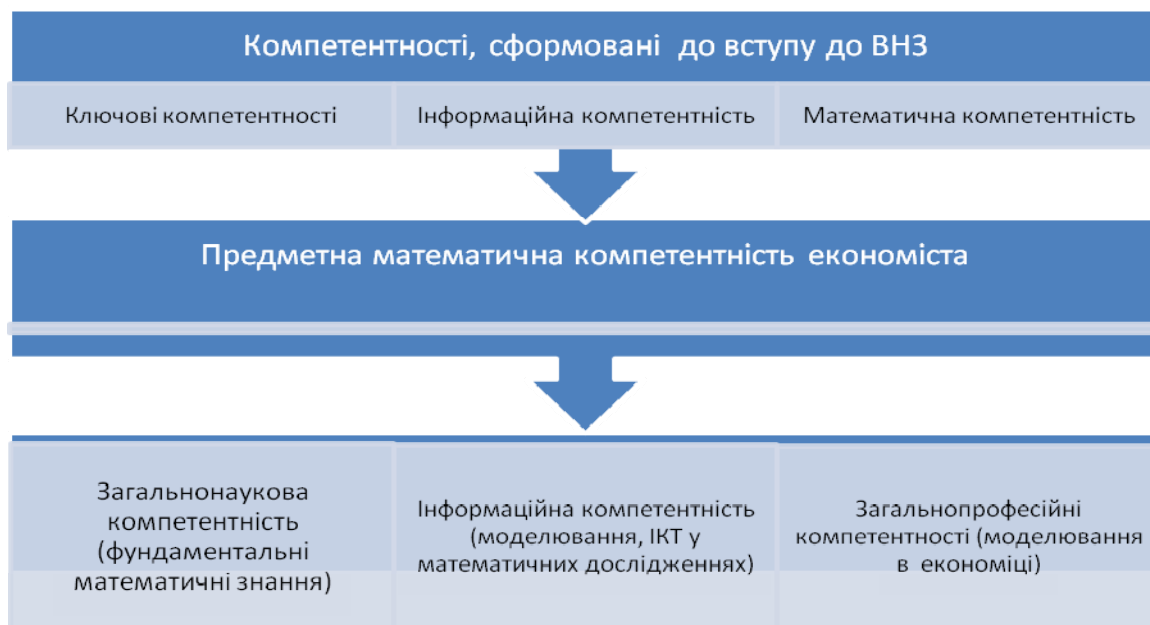 Компетентності, сформовані до вступу до ВНЗ
Ключові компетентності
Інформаційна компетентність
Математична компетентність
Предметна математична компетентність економіста
Загальнонаукова
компетентність
(фундаментальні
математичні знання)
Інформаційна компетентність
(моделювання, ІКТ у
математичних дослідженнях)
Загальнопрофесійні
компетентності (моделювання
в економіці)